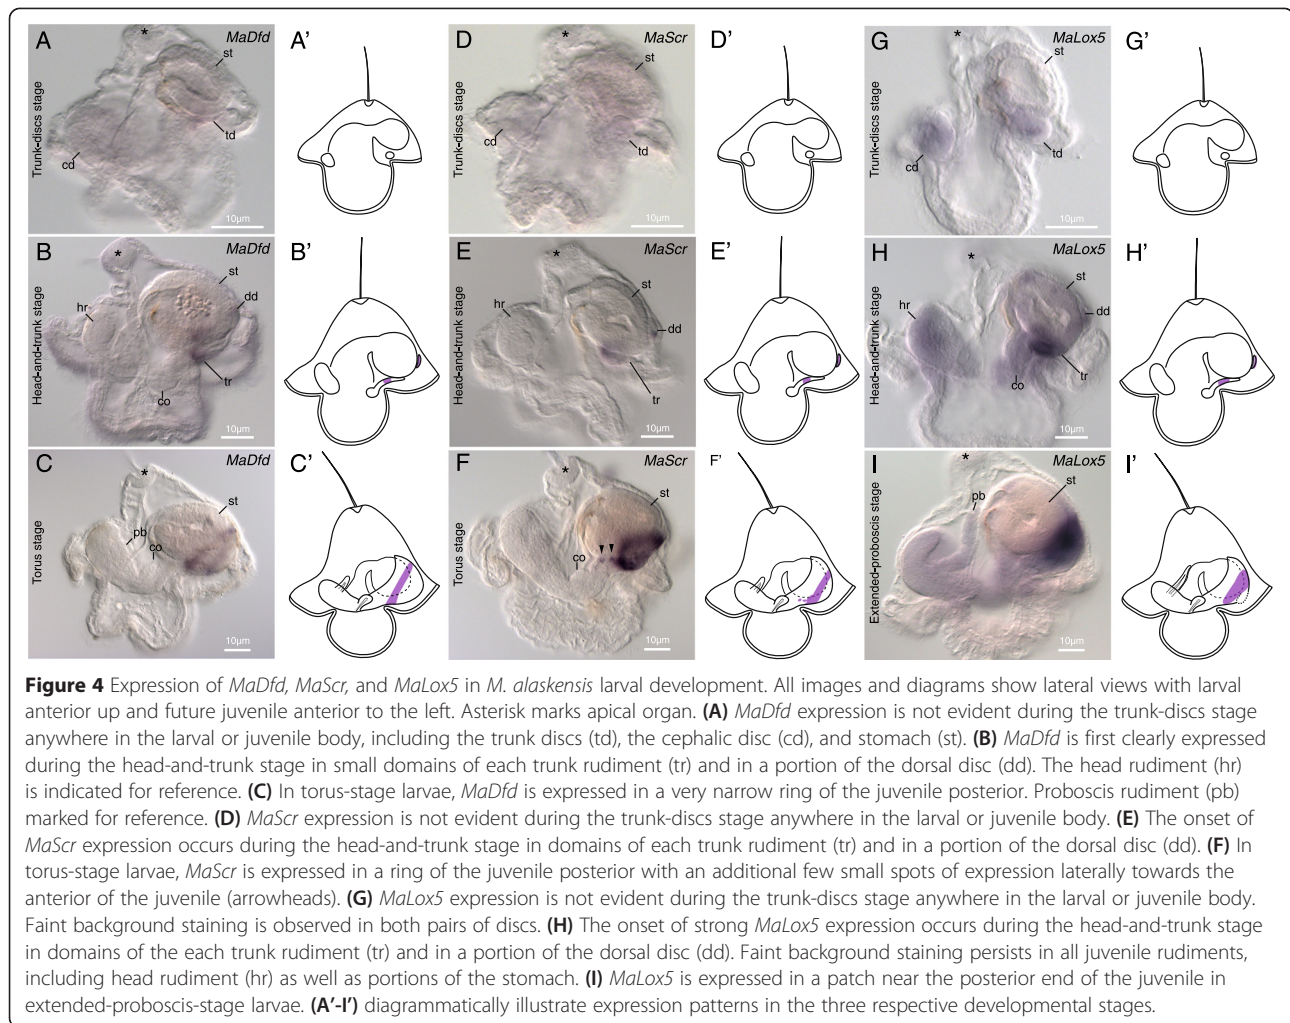 A
MaDfd
*
st
td
cd
Trunk-discs stage
10µm
A’
D
MaScr
*
st
td
cd
Trunk-discs stage
10µm
D’
G
MaLox5
*
st
td
cd
Trunk-discs stage
10µm
G’
B
MaDfd
*
st
hr
dd
tr
co
Head-and-trunk stage
10µm
B’
E
MaScr
*
st
hr
dd
tr
Head-and-trunk stage
10µm
E’
H
MaLox5
*
st
hr
dd
tr
co
Head-and-trunk stage
10µm
H’
C
MaDfd
*
st
pb
co
Torus stage
10µm
C’
F
MaScr
*
st
co
Torus stage
10µm
F’
I
MaLox5
*
st
pb
Extended-proboscis stage
10µm
I’
Figure 4 Expression of MaDfd, MaScr, and MaLox5 in M. alaskensis larval development. All images and diagrams show lateral views with larval
anterior up and future juvenile anterior to the left. Asterisk marks apical organ. (A) MaDfd expression is not evident during the trunk-discs stage
anywhere in the larval or juvenile body, including the trunk discs (td), the cephalic disc (cd), and stomach (st). (B) MaDfd is first clearly expressed
during the head-and-trunk stage in small domains of each trunk rudiment (tr) and in a portion of the dorsal disc (dd). The head rudiment (hr)
is indicated for reference. (C) In torus-stage larvae, MaDfd is expressed in a very narrow ring of the juvenile posterior. Proboscis rudiment (pb)
marked for reference. (D) MaScr expression is not evident during the trunk-discs stage anywhere in the larval or juvenile body. (E) The onset of
MaScr expression occurs during the head-and-trunk stage in domains of each trunk rudiment (tr) and in a portion of the dorsal disc (dd). (F) In
torus-stage larvae, MaScr is expressed in a ring of the juvenile posterior with an additional few small spots of expression laterally towards the
anterior of the juvenile (arrowheads). (G) MaLox5 expression is not evident during the trunk-discs stage anywhere in the larval or juvenile body.
Faint background staining is observed in both pairs of discs. (H) The onset of strong MaLox5 expression occurs during the head-and-trunk stage
in domains of the each trunk rudiment (tr) and in a portion of the dorsal disc (dd). Faint background staining persists in all juvenile rudiments,
including head rudiment (hr) as well as portions of the stomach. (I) MaLox5 is expressed in a patch near the posterior end of the juvenile in
extended-proboscis-stage larvae. (A’-I’) diagrammatically illustrate expression patterns in the three respective developmental stages.